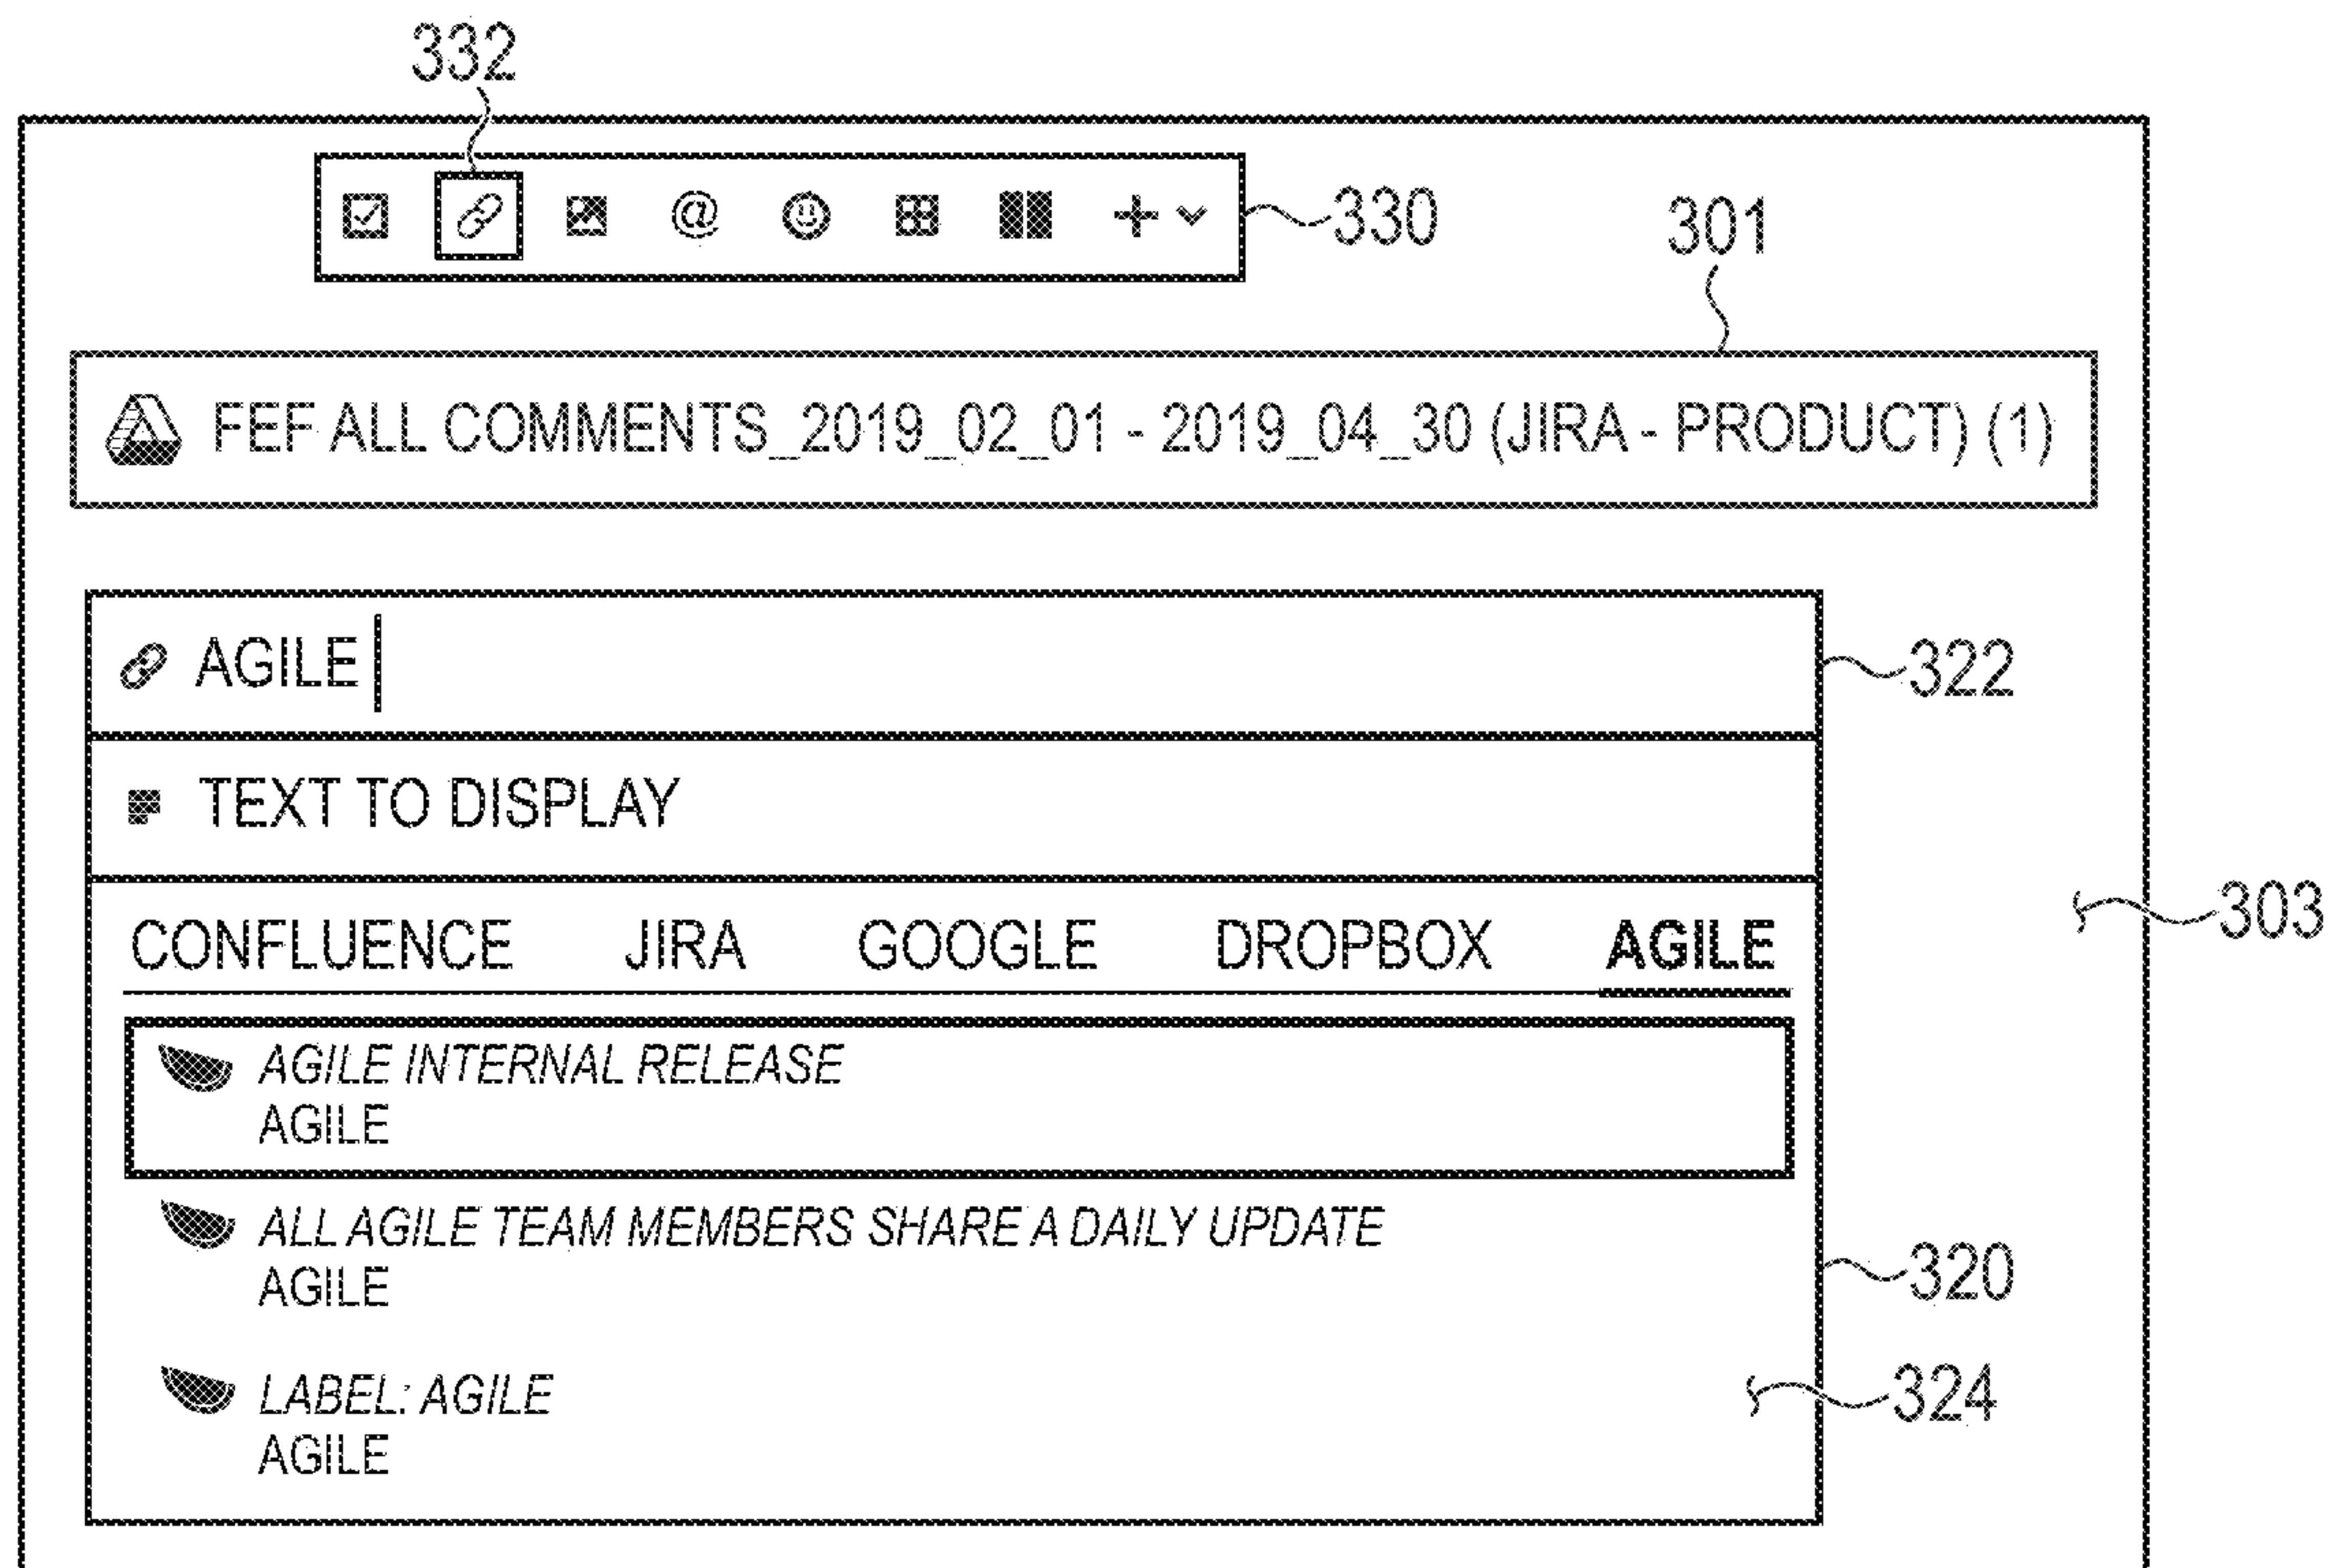 332
@
330
301
FEF ALL COMMENTS_2019_02_01 - 2019_04_30 (JIRA - PRODUCT) (1)
AGILE
322
TEXT TO DISPLAY
303
CONFLUENCE JIRA GOOGLE DROPBOX AGILE
AGILE INTERNAL RELEASE
AGILE
ALL AGILE TEAM MEMBERS SHARE A DAILY UPDATE
AGILE
320
LABEL: AGILE
324
AGILE